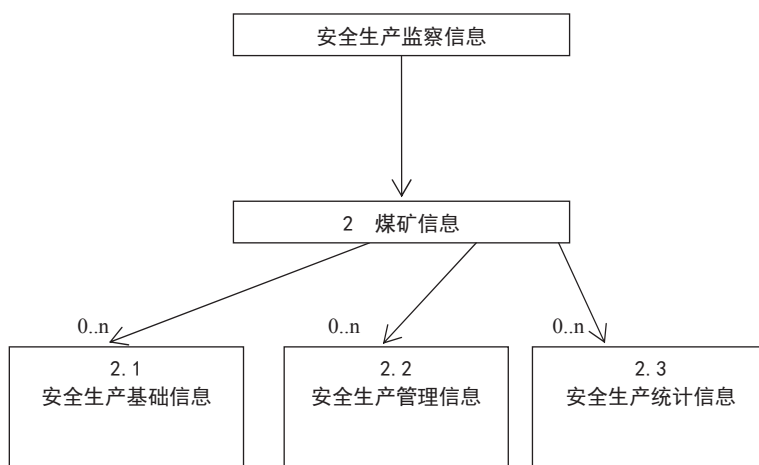 安全生产监察信息
2 煤矿信息
0..n
0..n
0..n
2.1
安全生产基础信息
2.2
安全生产管理信息
2.3
安全生产统计信息